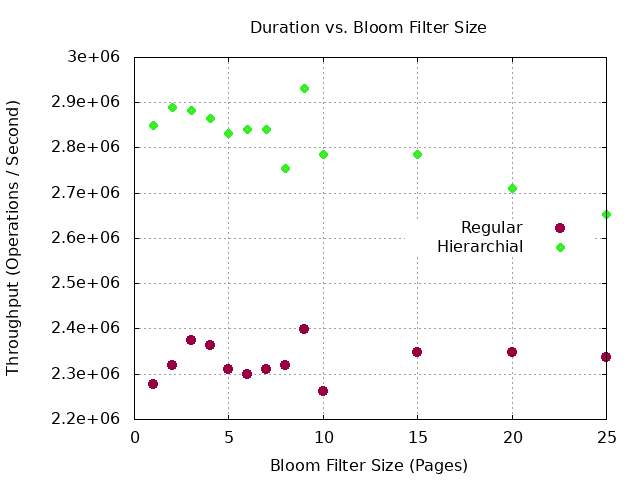 Duration vs. Bloom Filter Size
Throughput (Operations / Second)
3e+06
2.9e+06
2.8e+06
2.7e+06
2.6e+06
2.5e+06
2.4e+06
2.3e+06
2.2e+06
Regular
Hierarchial
0 5 10 15 20 25
Bloom Filter Size (Pages)